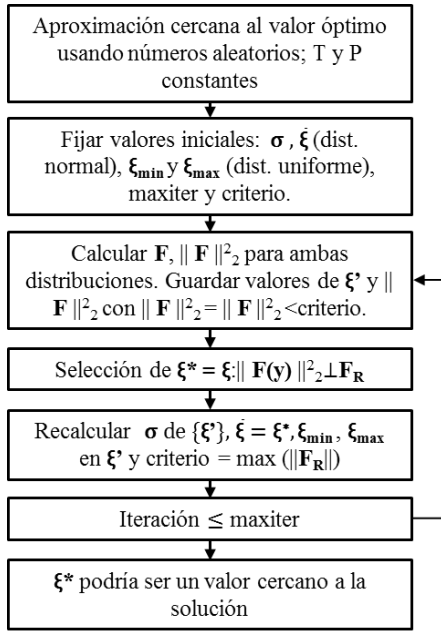 Aproximación cercana al valor óptimo
usando números aleatorios; T y P
constantes
Fijar valores iniciales: σ , ξ̇ (dist.
normal), ξmin y ξmax (dist. uniforme),
maxiter y criterio.
Calcular F, || F ||²₂ para ambas
distribuciones. Guardar valores de ξ’ y ||
F ||²₂ con || F ||²₂ = || F ||²₂ <criterio.
Selección de ξ* = ξ:|| F(y) ||²₂⊥F_R
Recalcular σ de {ξ’}, ξ̇ = ξ*, ξmin, ξmax
en ξ’ y criterio = max (||F_R||)
Iteración ≤ maxiter
ξ* podría ser un valor cercano a la
solución